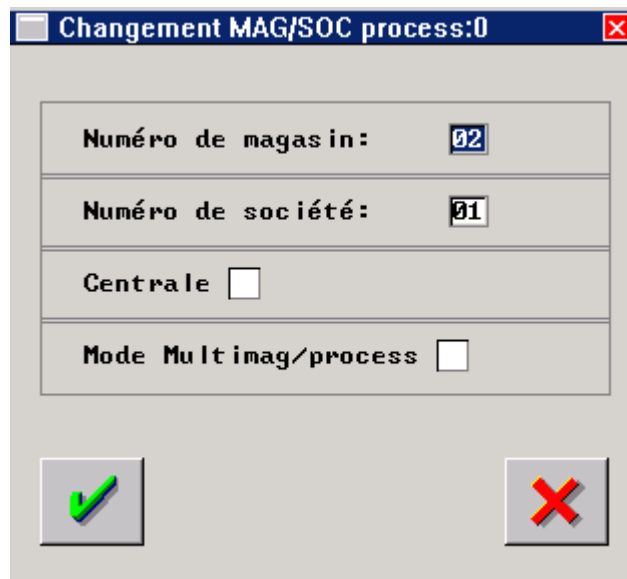 Changement MAG/SOC process:0
Numéro de magasin: 02
Numéro de société: 01
Centrale
Mode Multimag/process